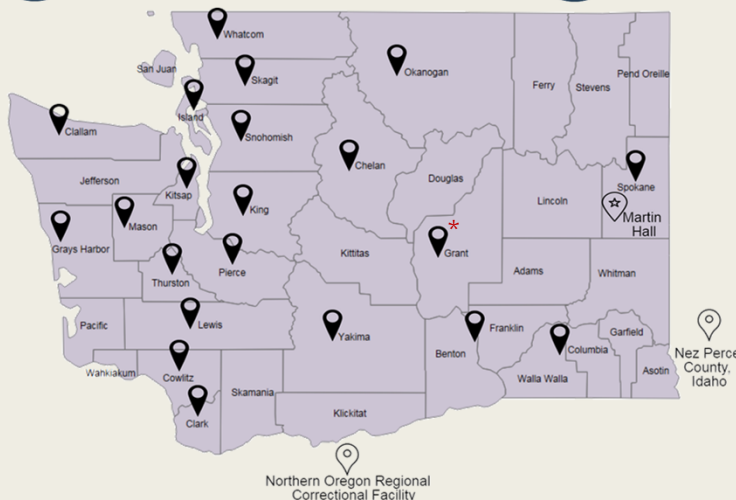 Whatcom
San Juan
Skagit
Okanogan
Ferry
Stevens
Pend Oreille
Island
Clallam
Snohomish
Chelan
Douglas
Spokane
Jefferson
Kitsap
King
Lincoln
Martin
Hall
Mason
Grays Harbor
Pierce
Kittitas
*
Grant
Adams
Whitman
Thurston
Pacific
Lewis
Yakima
Benton
Franklin
Columbia
Garfield
Nez Perce
County,
Idaho
Wahkiakum
Cowlitz
Skamania
Walla Walla
Asotin
Clark
Klickitat
Northern Oregon Regional
Correctional Facility